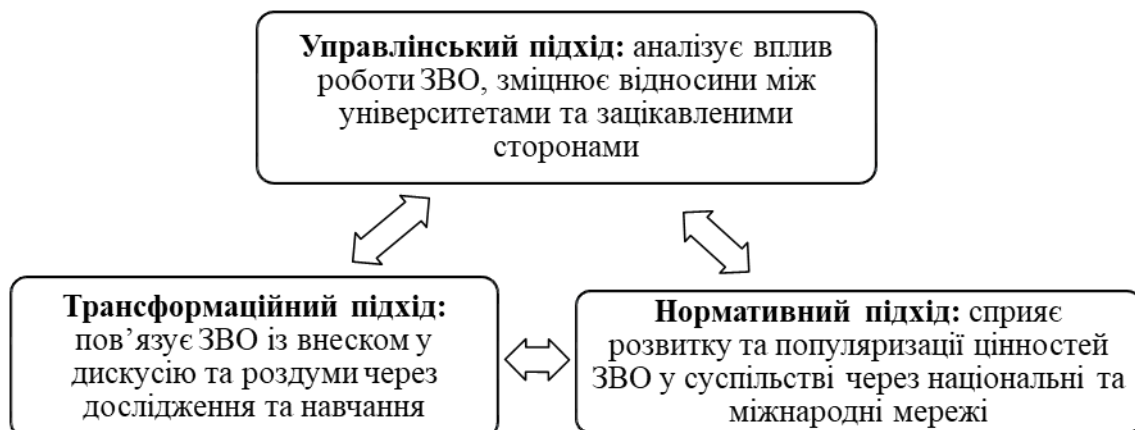 Управлінський підхід: аналізує вплив
роботи ЗВО, зміцнює відносини між
університетами та зацікавленими
сторонами
Трансформаційний підхід:
пов’язує ЗВО із внеском у
дискусію та роздуми через
дослідження та навчання
Нормативний підхід: сприяє
розвитку та популяризації цінностей
ЗВО у суспільстві через національні та
міжнародні мережі